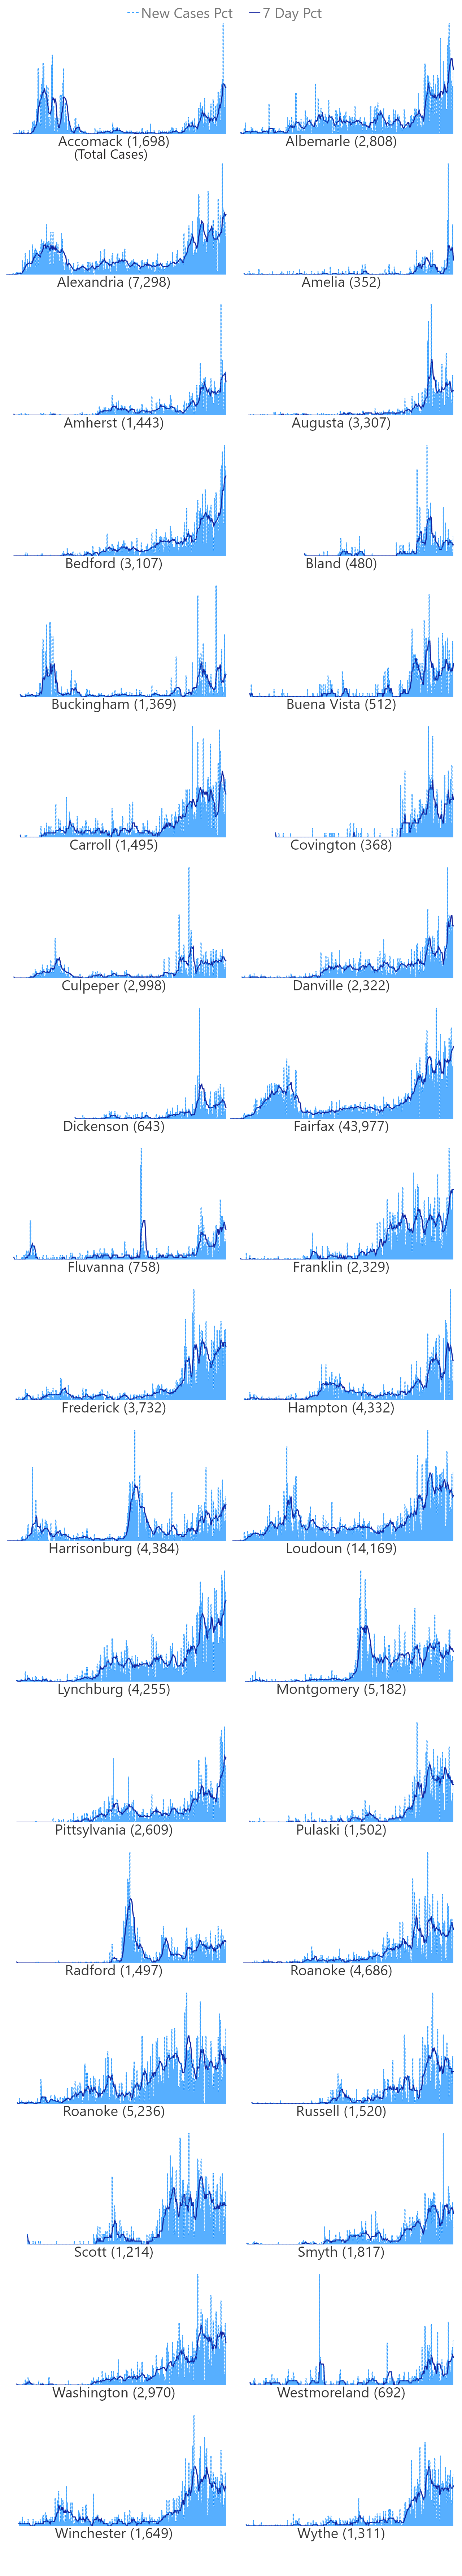 New Cases Pct 7 Day Pct
Accomack (1,698) Albemarle (2,808)
(Total Cases)
Alexandria (7,298) Amelia (352)
Amherst (1,443) Augusta (3,307)
Bedford (3,107) Bland (480)
Buckingham (1,369) Buena Vista (512)
Carroll (1,495) Covington (368)
Culpeper (2,998) Danville (2,322)
Dickenson (643) Fairfax (43,977)
Fluvanna (758) Franklin (2,329)
Frederick (3,732) Hampton (4,332)
Harrisonburg (4,384) Loudoun (14,169)
Lynchburg (4,255) Montgomery (5,182)
Pittsylvania (2,609) Pulaski (1,502)
Radford (1,497) Roanoke (4,686)
Roanoke (5,236) Russell (1,520)
Scott (1,214) Smyth (1,817)
Washington (2,970) Westmoreland (692)
Winchester (1,649) Wythe (1,311)